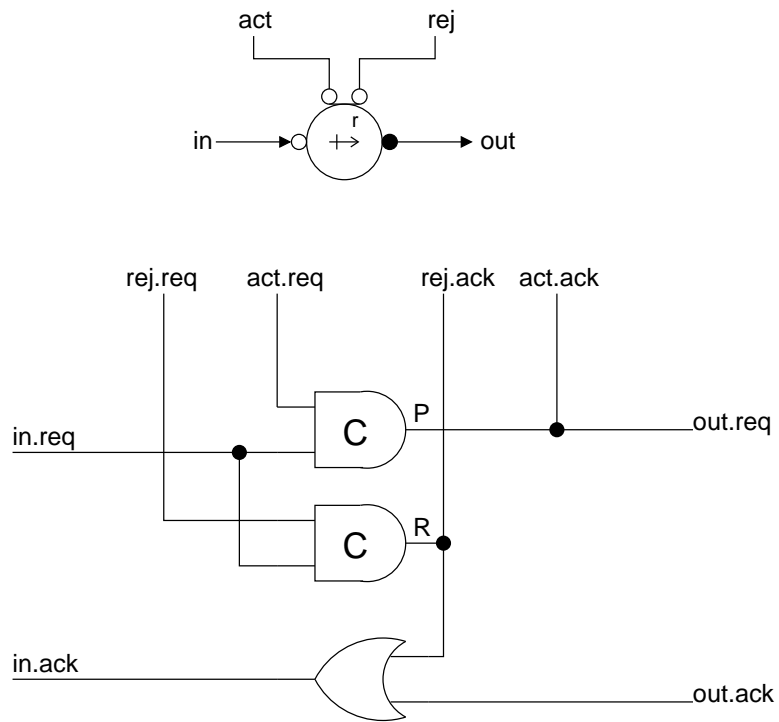 act rej
r
in out
rej.req act.req rej.ack act.ack
P
C
in.req out.req
R
C
in.ack
out.ack